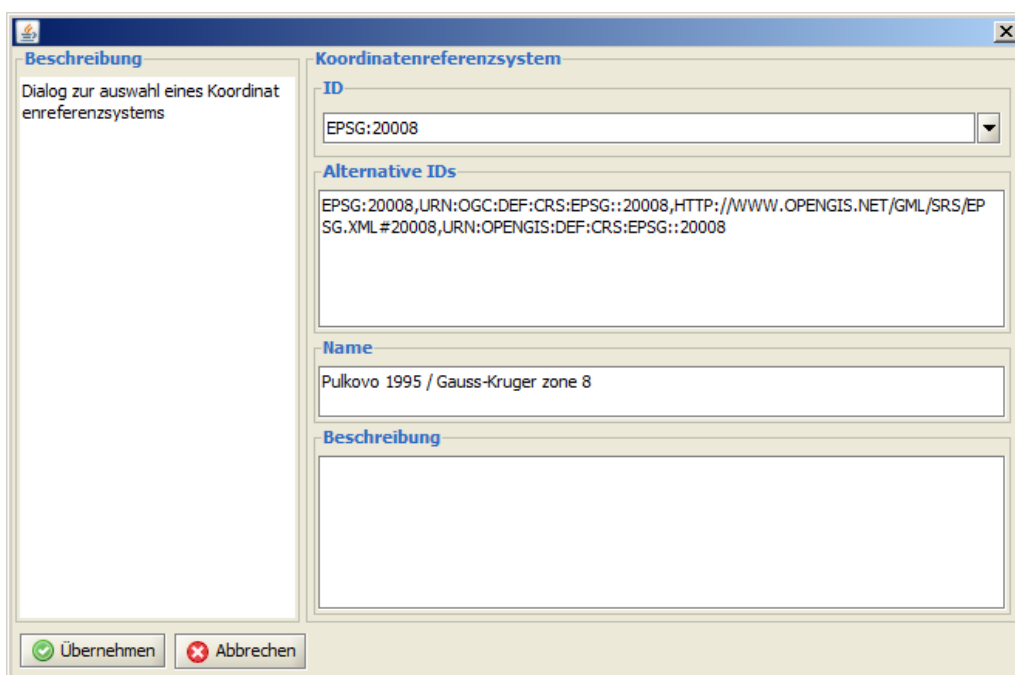 Beschreibung
Dialog zur auswahl eines Koordinat
enreferenzsystems
Koordinatenreferenzsystem
ID
EPSG:20008
Alternative IDs
EPSG:20008,URN:OGC:DEF:CRS:EPSG::20008,HTTP://WWW.OPENGIS.NET/GML/SRS/EP
SG.XML#20008,URN:OPENGIS:DEF:CRS:EPSG::20008
Name
Pulkovo 1995 / Gauss-Kruger zone 8
Beschreibung
Übernehmen
Abbrechen